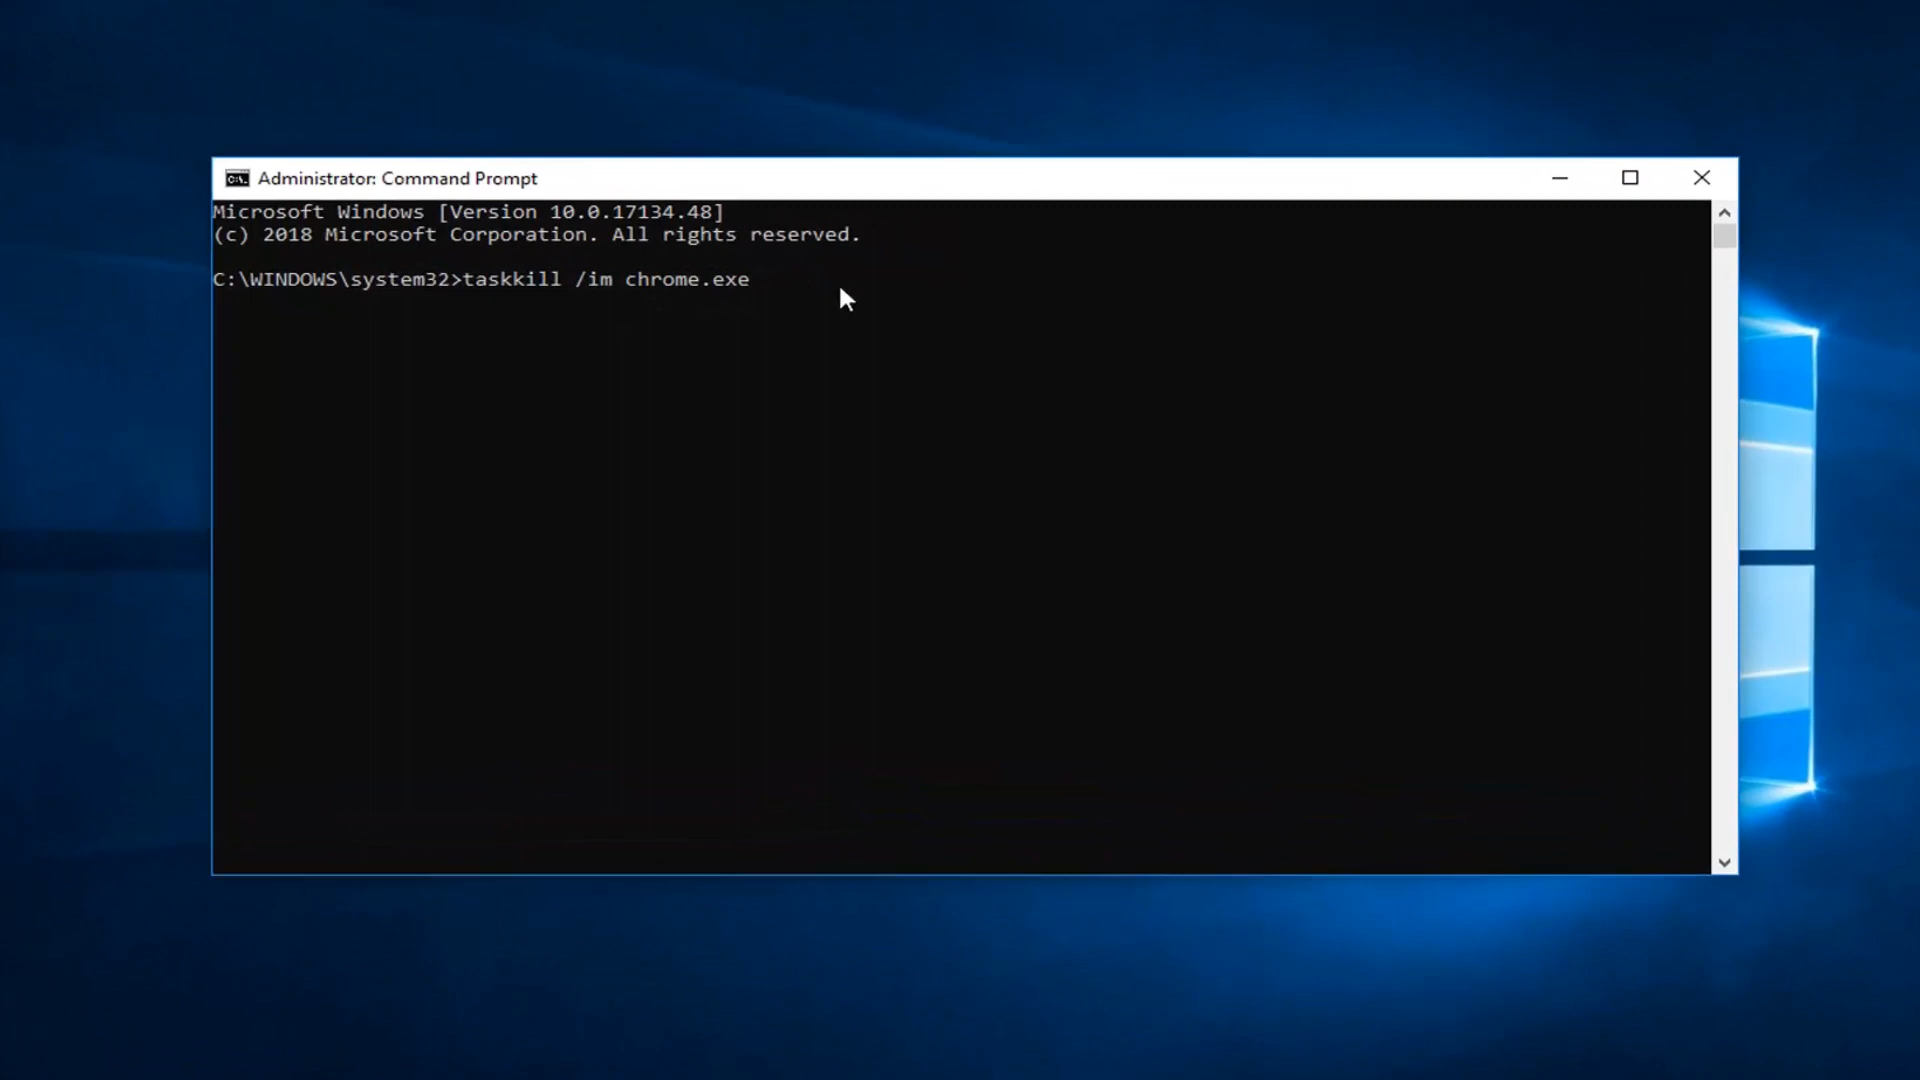 Administrator: Command Prompt
Microsoft Windows [Version 10.0.17134.48]
(c) 2018 Microsoft Corporation. All rights reserved.
C:\WINDOWS\system32>taskkill /im chrome.exe